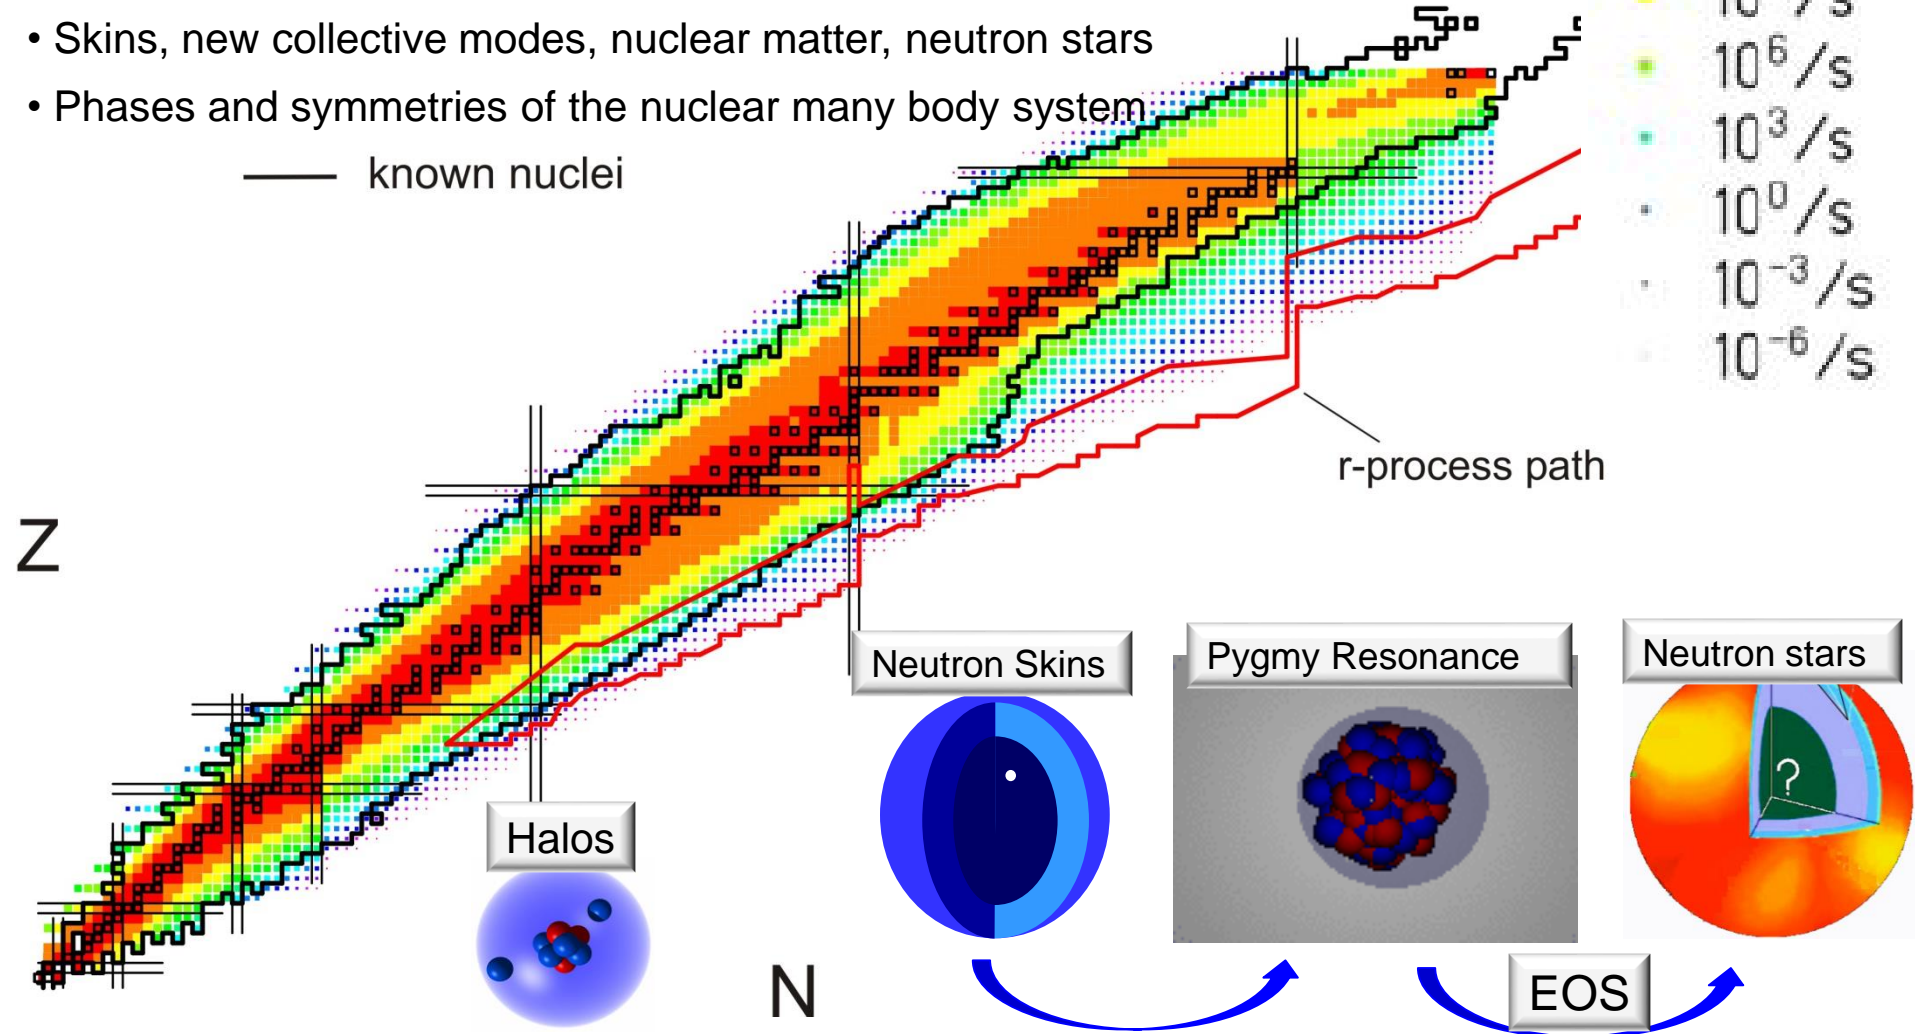 • Skins, new collective modes, nuclear matter, neutron stars
• Phases and symmetries of the nuclear many body system
known nuclei
10⁶/s
10³/s
10⁰/s
10⁻³/s
10⁻⁶/s
r-process path
Z
Neutron Skins
Pygmy Resonance
Neutron stars
?
Halos
N
EOS